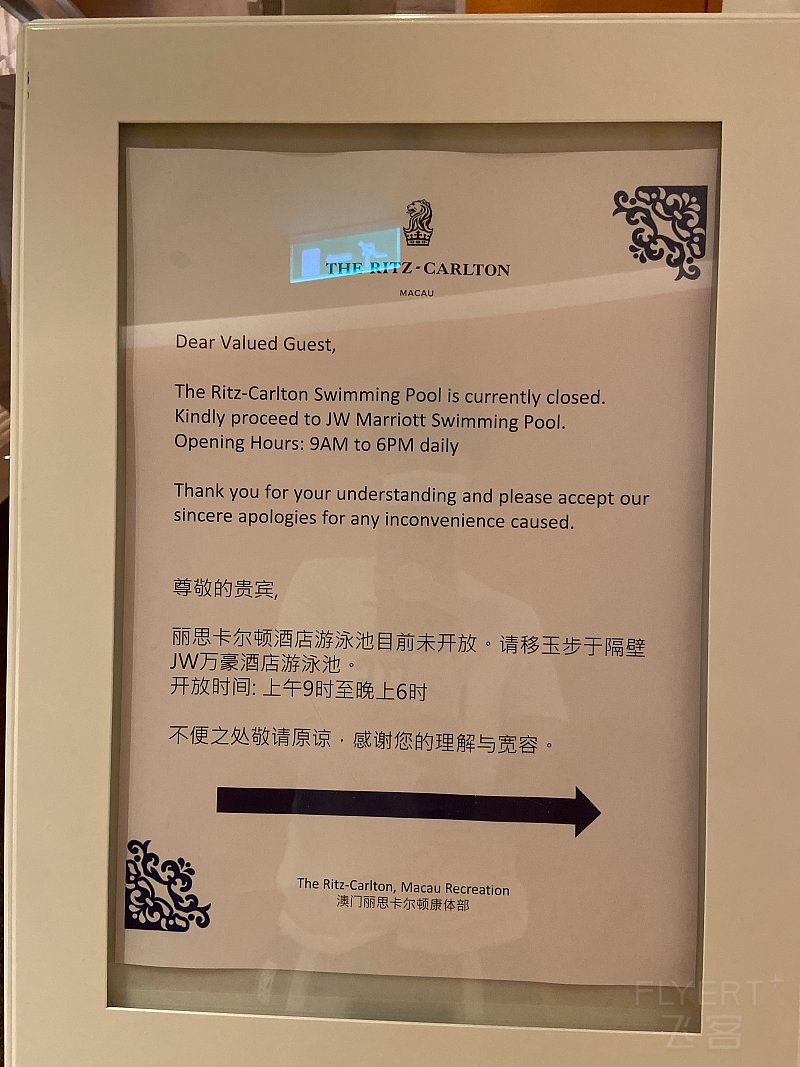 THE RITZ-CARLTON
MACAU
Dear Valued Guest,
The Ritz-Carlton Swimming Pool is currently closed.
Kindly proceed to JW Marriott Swimming Pool.
Opening Hours: 9AM to 6PM daily
Thank you for your understanding and please accept our
sincere apologies for any inconvenience caused.
尊敬的贵宾,
丽思卡尔顿酒店游泳池目前未开放。请移玉步于隔壁
JW万豪酒店游泳池。
开放时间: 上午9时至晚上6时
不便之处敬请原谅，感谢您的理解与宽容。
The Ritz-Carlton, Macau Recreation
澳门丽思卡尔顿康体部
FLYERT+
飞客